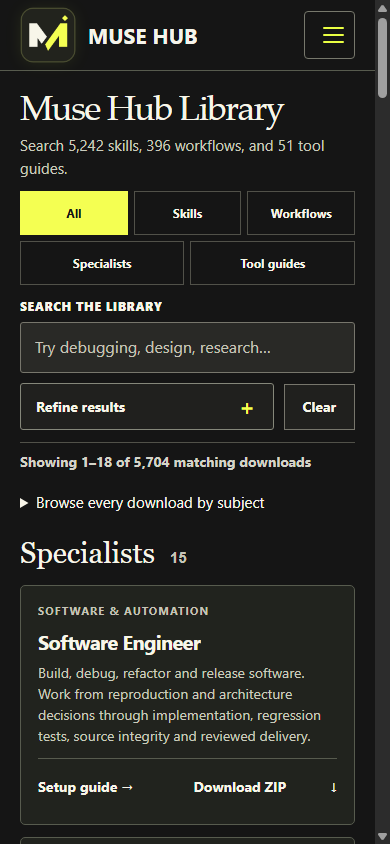 MUSE HUB
Muse Hub Library
Search 5,242 skills, 396 workflows, and 51 tool
guides.
All
Skills
Workflows
Specialists
Tool guides
SEARCH THE LIBRARY
Try debugging, design, research...
Refine results +
Clear
Showing 1–18 of 5,704 matching downloads
▶ Browse every download by subject
Specialists 15
SOFTWARE & AUTOMATION
Software Engineer
Build, debug, refactor and release software.
Work from reproduction and architecture
decisions through implementation, regression
tests, source integrity and reviewed delivery.
Setup guide →
Download ZIP ↓